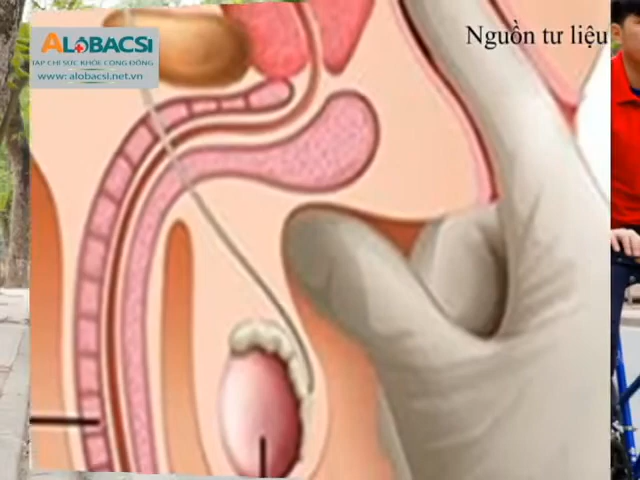 ALOBACSI
TẠP CHÍ SỨC KHỎE CỘNG ĐỒNG
www: alobacsi.net.vn
Nguồn tư liệu